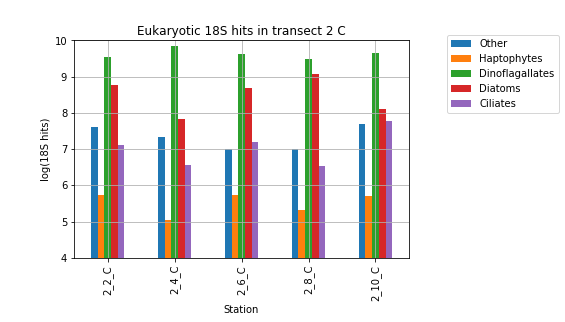 Eukaryotic 18S hits in transect 2 C
10
9
8
7
6
5
4
log(18S hits)
2_2_C
2_4_C
2_6_C
2_8_C
2_10_C
Station
Other
Haptophytes
Dinoflagallates
Diatoms
Ciliates